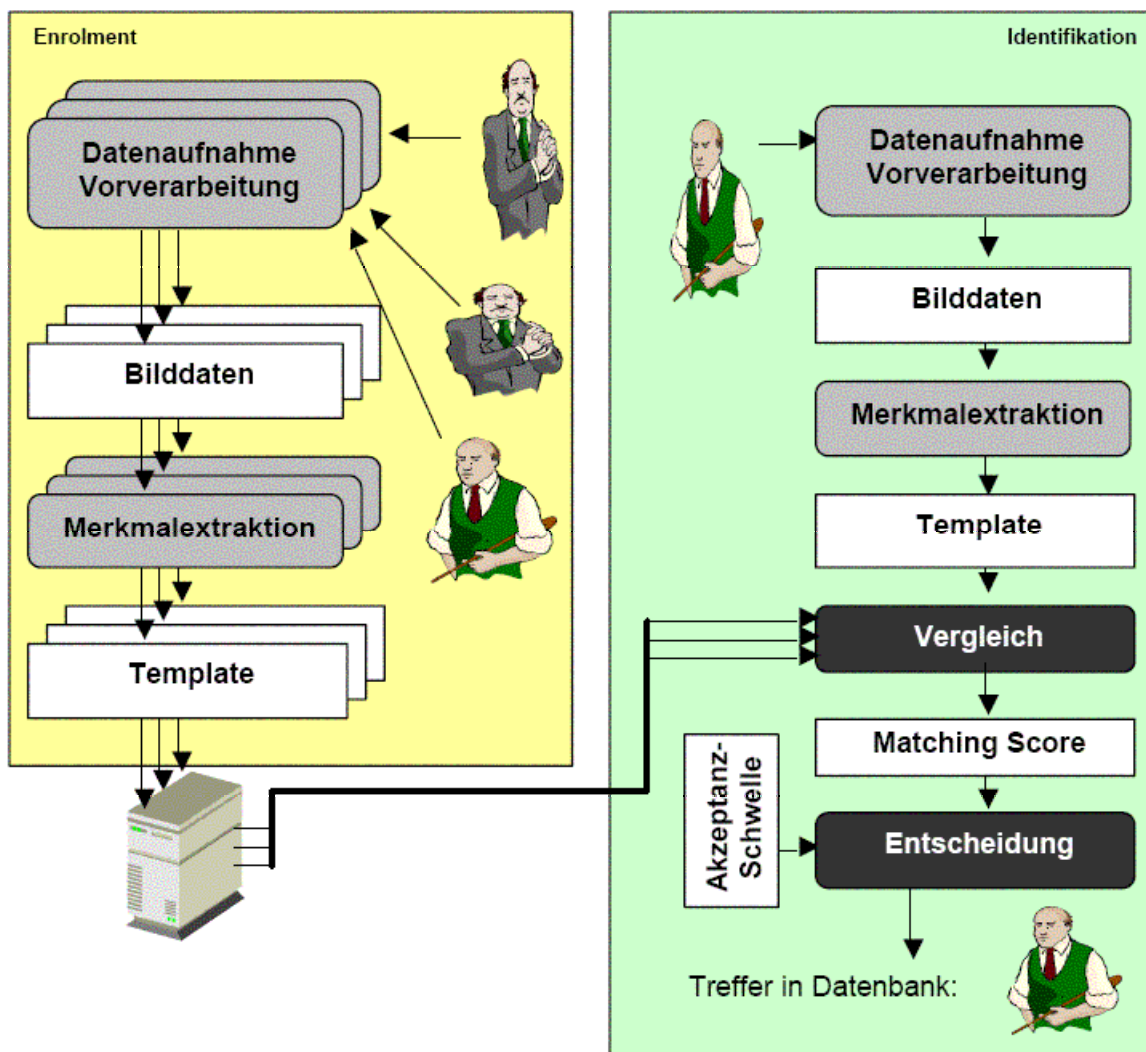 Enrolment
Datenaufnahme
Vorverarbeitung
Bilddaten
Merkmalextraktion
Template
Identifikation
Datenaufnahme
Vorverarbeitung
Bilddaten
Merkmalextraktion
Template
Vergleich
Matching Score
Akzeptanz-
Schwelle
Entscheidung
Treffer in Datenbank: